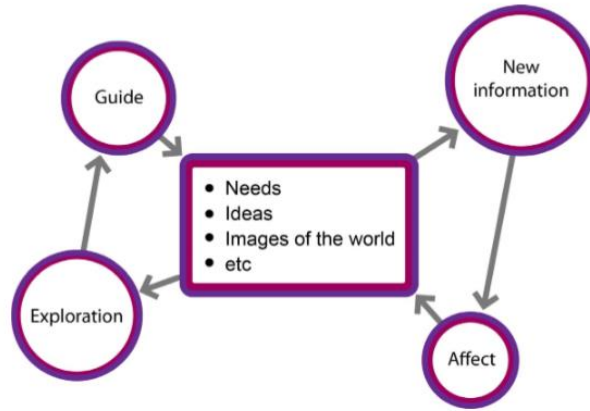 Guide
New
information
• Needs
• Ideas
• Images of the world
• etc
Exploration
Affect